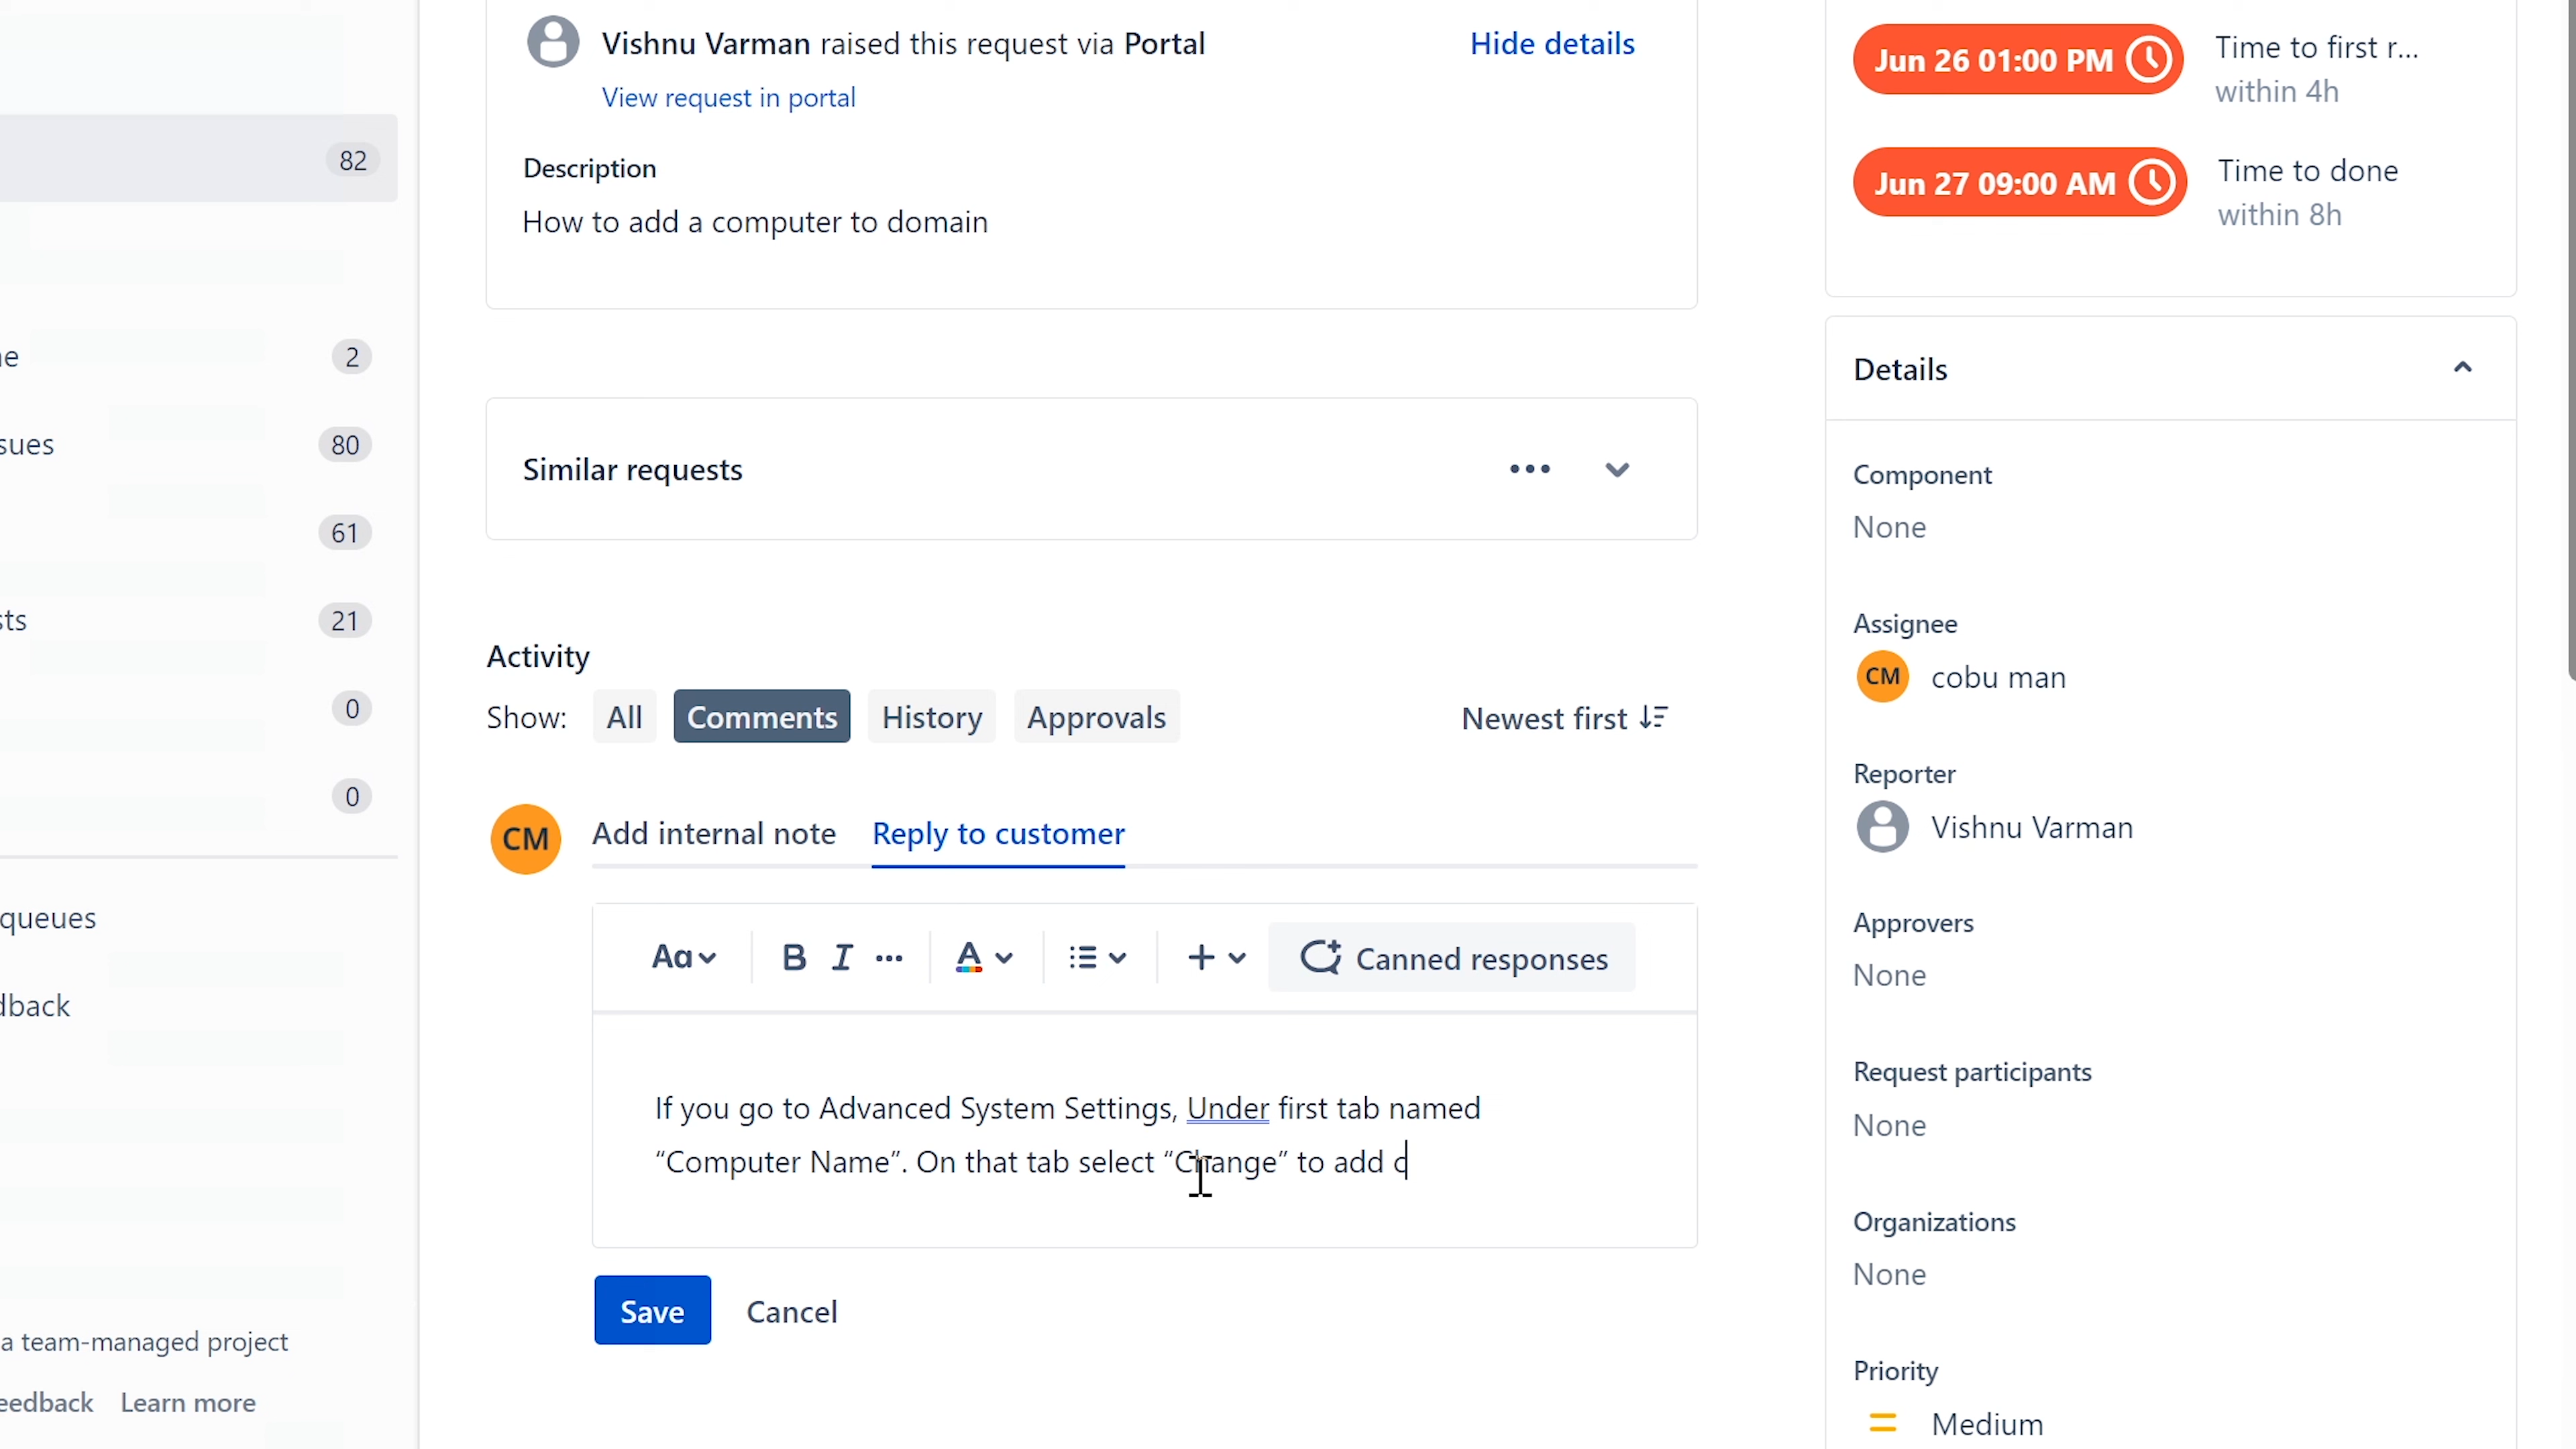 82
ne 2
sues 80
61
sts 21
0
0
queues
dback
a team-managed project
eedback Learn more
Vishnu Varman raised this request via Portal
Hide details
View request in portal
Description
How to add a computer to domain
Similar requests
Activity
Show: All Comments History Approvals
Newest first
CM Add internal note Reply to customer
Aa B I A Canned responses
If you go to Advanced System Settings, Under first tab named
“Computer Name”. On that tab select “Change” to add c
Save Cancel
Jun 26 01:00 PM Time to first r...
within 4h
Jun 27 09:00 AM Time to done
within 8h
Details
Component
None
Assignee
CM cobu man
Reporter
Vishnu Varman
Approvers
None
Request participants
None
Organizations
None
Priority
Medium